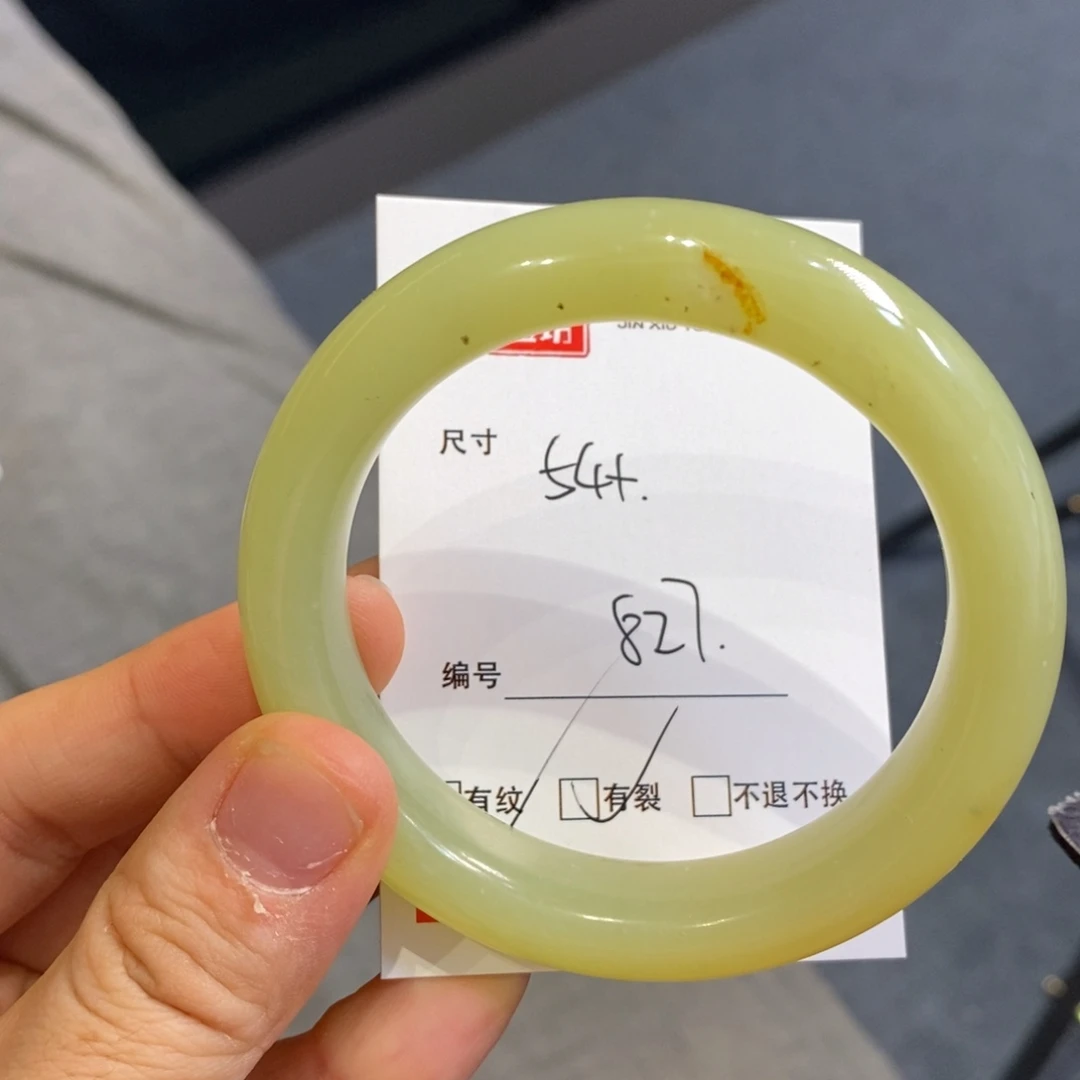 JIN XIU
尺寸 54+.
827.
编号
有纹 有裂 不退不换